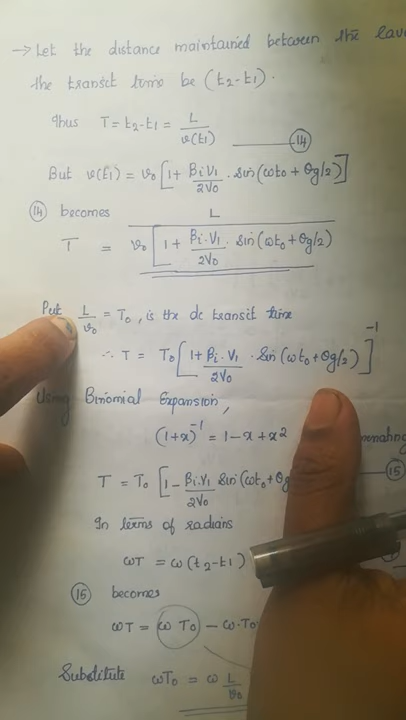 → Let the distance maintained between the
the transit time be (t2-t1).
Thus T = t2-t1 = L/v(t1) — (14)
But v(t1) = v0 [1 + βi V1/2V0 . sin(ωt0 + θg/2)]
(14) becomes
T = L / v0 [1 + βi.V1/2V0 . sin(ωt0 + θg/2)]
Put L/v0 = T0, is the dc transit time
∴ T = T0 [1 + βi.V1/2V0 . sin(ωt0 + θg/2)]^-1
Using Binomial Expansion,
(1+x)^-1 = 1-x+x2
T = T0 [1 - βi.V1/2V0 sin(ωt0 + θg
(15)
In terms of radians
ωT = ω(t2-t1)
(15) becomes
ωT = ω T0 - ω.T0
Substitute ωT0 = ω L/v0